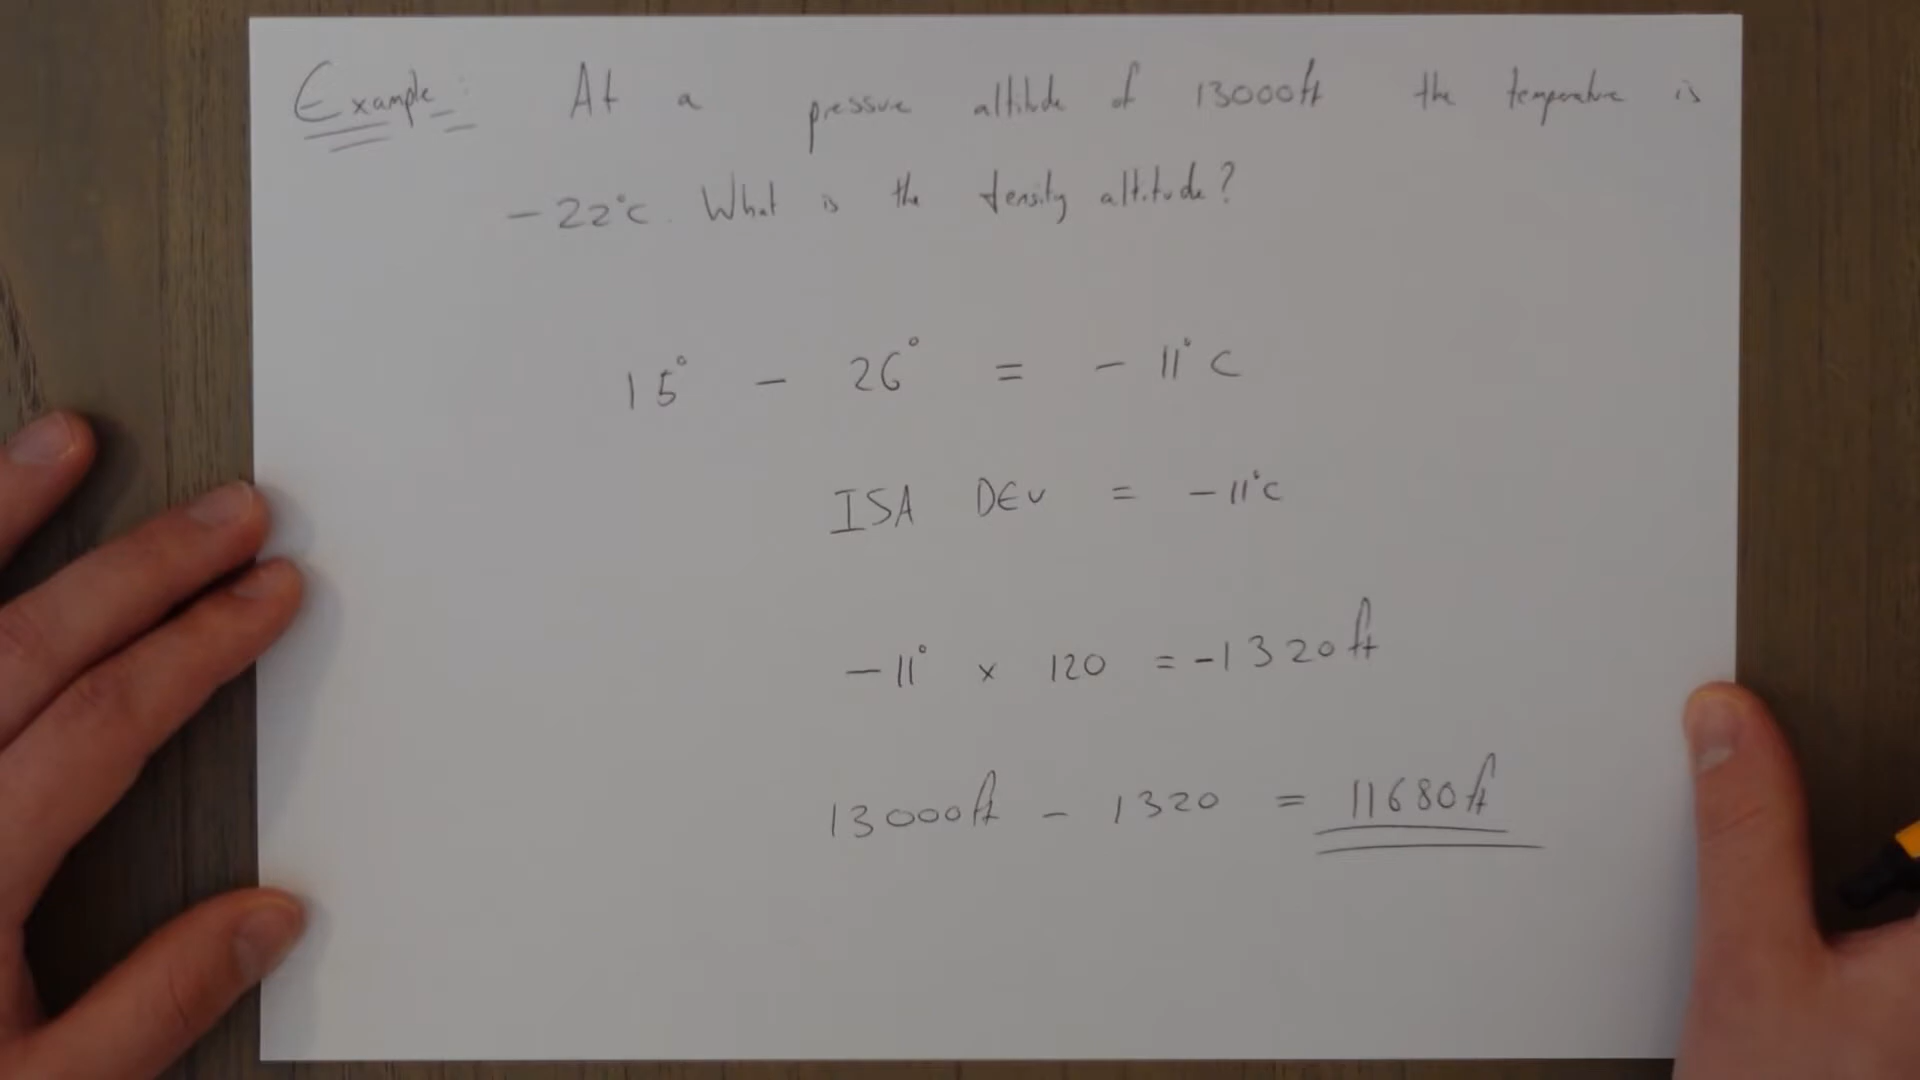 Example: At a pressure altitude of 13000ft the temperature is
-22°C. What is the density altitude?
15° - 26° = -11°C
ISA DEV = -11°C
-11° x 120 = -1320ft
13000ft - 1320 = 11680ft